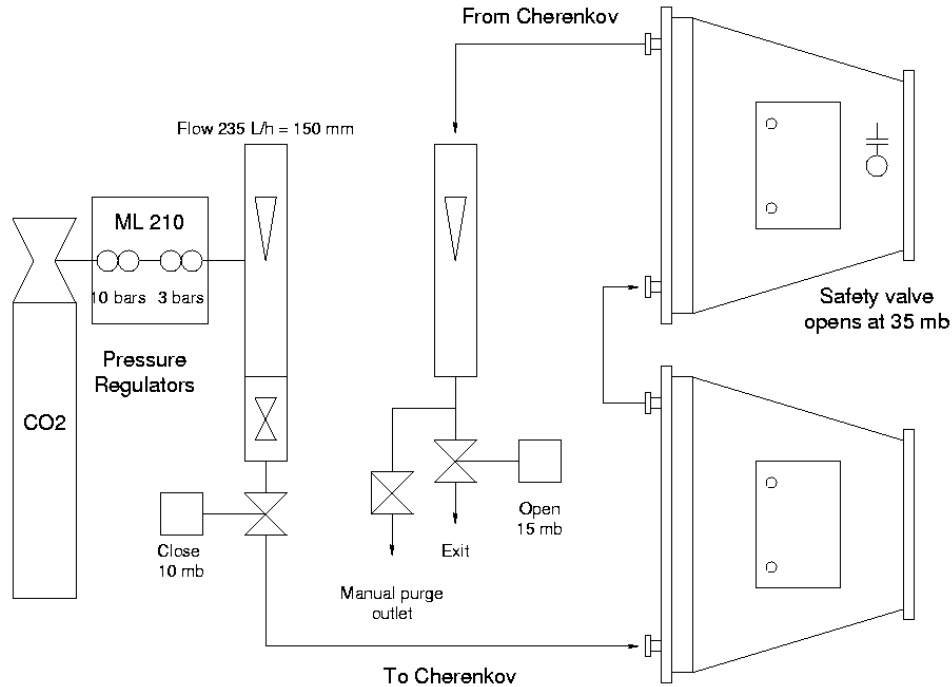 From Cherenkov
Flow 235 L/h = 150 mm
ML 210
10 bars
3 bars
Pressure
Regulators
CO2
Safety valve
opens at 35 mb
Close
10 mb
Open
15 mb
Exit
Manual purge
outlet
To Cherenkov